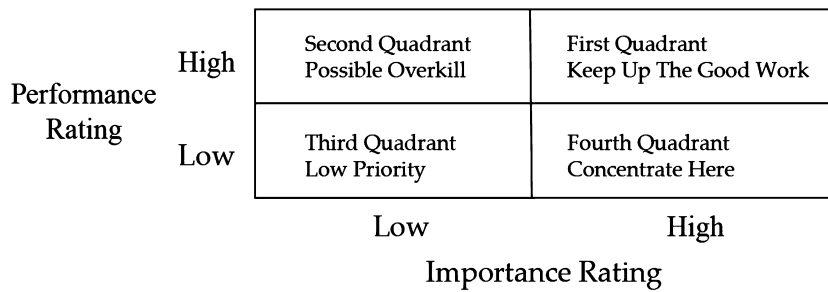 Performance
Rating
High
Second Quadrant
Possible Overkill
First Quadrant
Keep Up The Good Work
Low
Third Quadrant
Low Priority
Fourth Quadrant
Concentrate Here
Low
High
Importance Rating